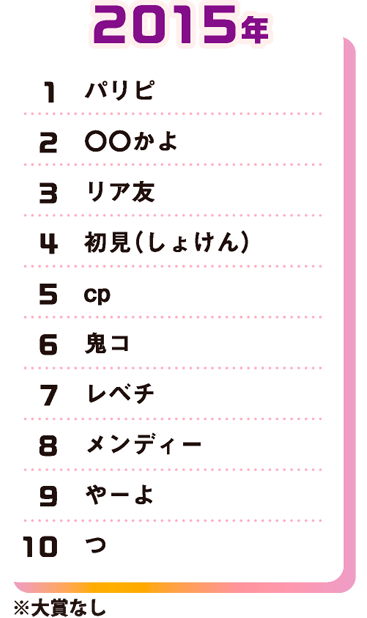 2015年
1 パリピ
2 〇〇かよ
3 リア友
4 初見(しょけん)
5 cp
6 鬼コ
7 レベチ
8 メンディー
9 やーよ
10 つ
※大賞なし